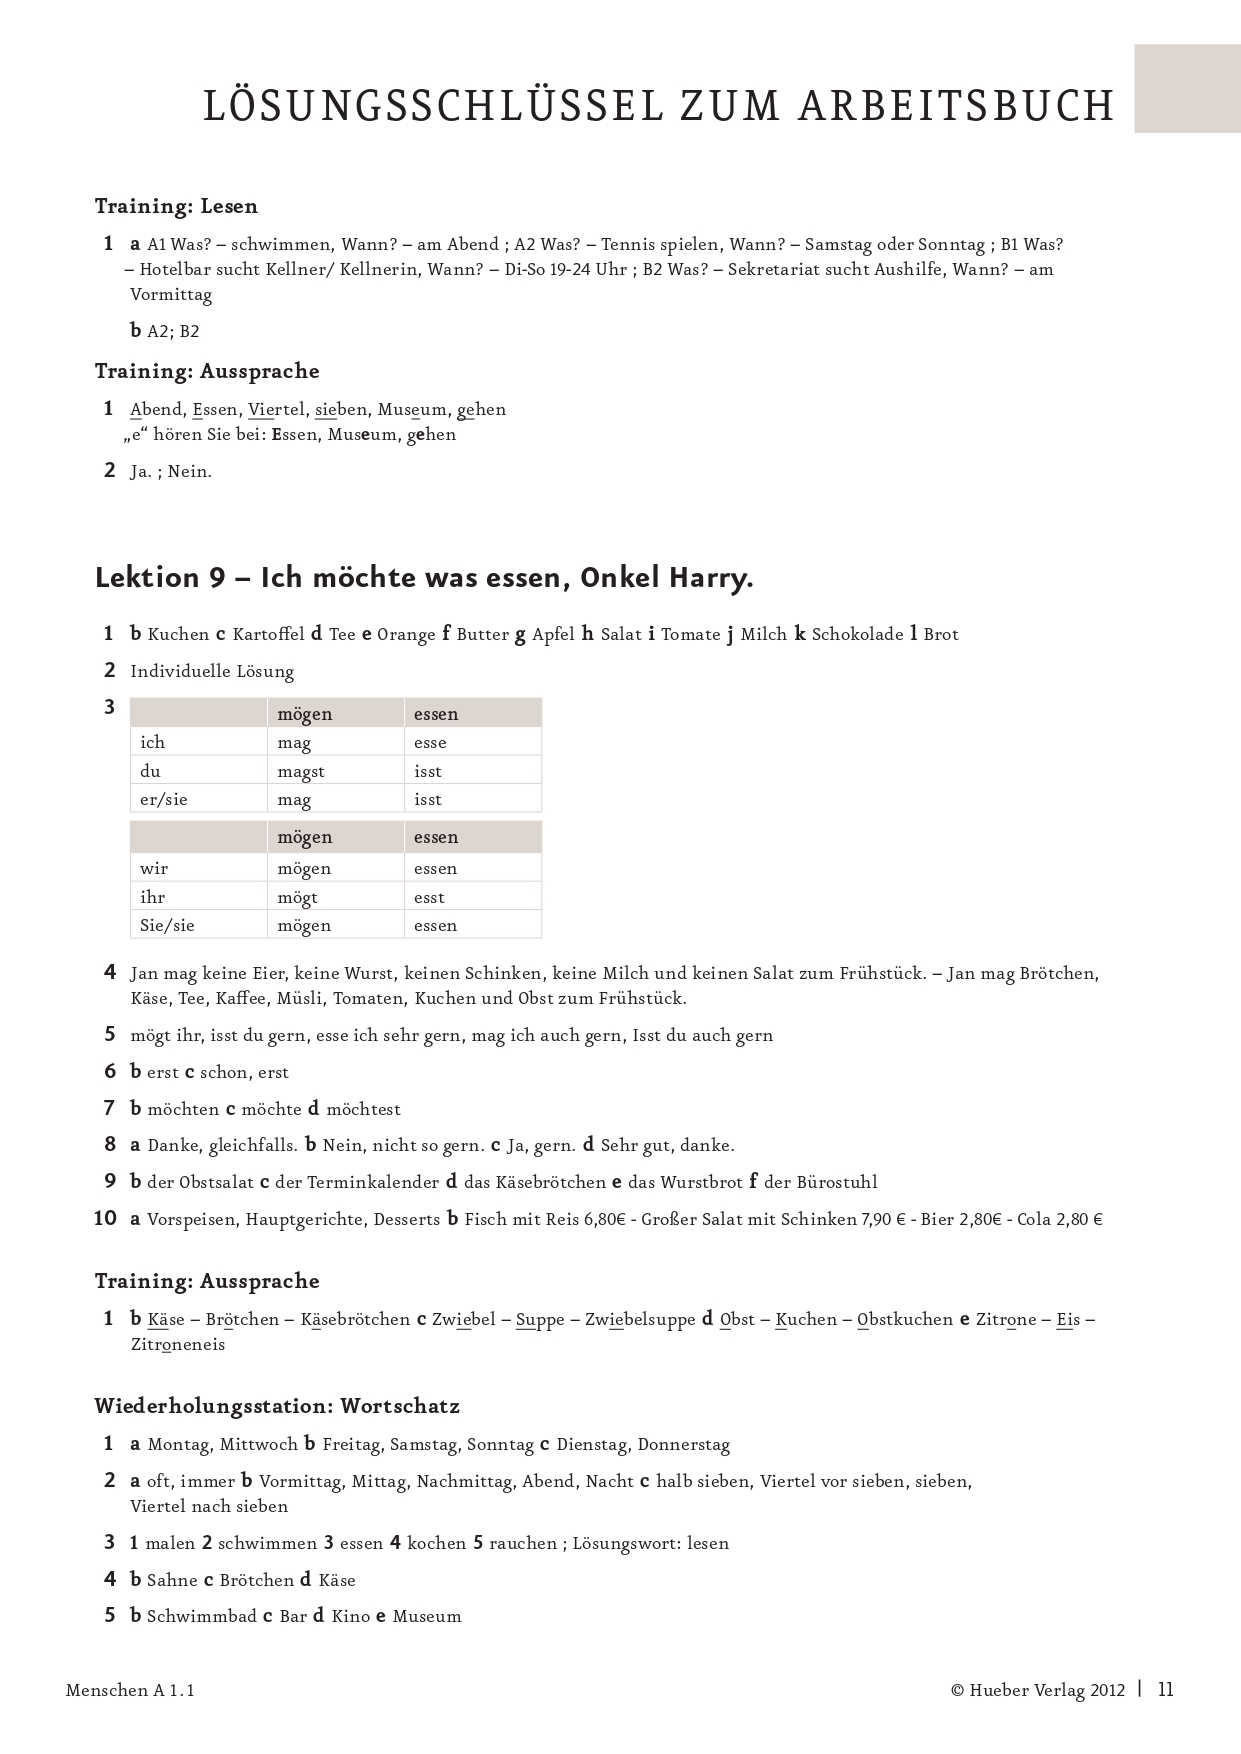 LÖSUNGSSCHLÜSSEL ZUM ARBEITSBUCH
Training: Lesen
1 a A1 Was? – schwimmen, Wann? – am Abend ; A2 Was? – Tennis spielen, Wann? – Samstag oder Sonntag ; B1 Was?
– Hotelbar sucht Kellner/ Kellnerin, Wann? – Di-So 19-24 Uhr ; B2 Was? – Sekretariat sucht Aushilfe, Wann? – am
Vormittag
b A2; B2
Training: Aussprache
1 Abend, Essen, Viertel, sieben, Museum, gehen
„e“ hören Sie bei: Essen, Museum, gehen
2 Ja. ; Nein.
Lektion 9 – Ich möchte was essen, Onkel Harry.
1 b Kuchen c Kartoffel d Tee e Orange f Butter g Apfel h Salat i Tomate j Milch k Schokolade l Brot
2 Individuelle Lösung
3 mögen essen
ich mag esse
du magst isst
er/sie mag isst
mögen essen
wir mögen essen
ihr mögt esst
Sie/sie mögen essen
4 Jan mag keine Eier, keine Wurst, keinen Schinken, keine Milch und keinen Salat zum Frühstück. – Jan mag Brötchen,
Käse, Tee, Kaffee, Müsli, Tomaten, Kuchen und Obst zum Frühstück.
5 mögt ihr, isst du gern, esse ich sehr gern, mag ich auch gern, Isst du auch gern
6 b erst c schon, erst
7 b möchten c möchte d möchtest
8 a Danke, gleichfalls. b Nein, nicht so gern. c Ja, gern. d Sehr gut, danke.
9 b der Obstsalat c der Terminkalender d das Käsebrötchen e das Wurstbrot f der Bürostuhl
10 a Vorspeisen, Hauptgerichte, Desserts b Fisch mit Reis 6,80€ - Großer Salat mit Schinken 7,90 € - Bier 2,80€ - Cola 2,80 €
Training: Aussprache
1 b Käse – Brötchen – Käsebrötchen c Zwiebel – Suppe – Zwiebelsuppe d Obst – Kuchen – Obstkuchen e Zitrone – Eis –
Zitroneneis
Wiederholungsstation: Wortschatz
1 a Montag, Mittwoch b Freitag, Samstag, Sonntag c Dienstag, Donnerstag
2 a oft, immer b Vormittag, Mittag, Nachmittag, Abend, Nacht c halb sieben, Viertel vor sieben, sieben,
Viertel nach sieben
3 1 malen 2 schwimmen 3 essen 4 kochen 5 rauchen ; Lösungswort: lesen
4 b Sahne c Brötchen d Käse
5 b Schwimmbad c Bar d Kino e Museum
Menschen A 1.1 © Hueber Verlag 2012 | 11